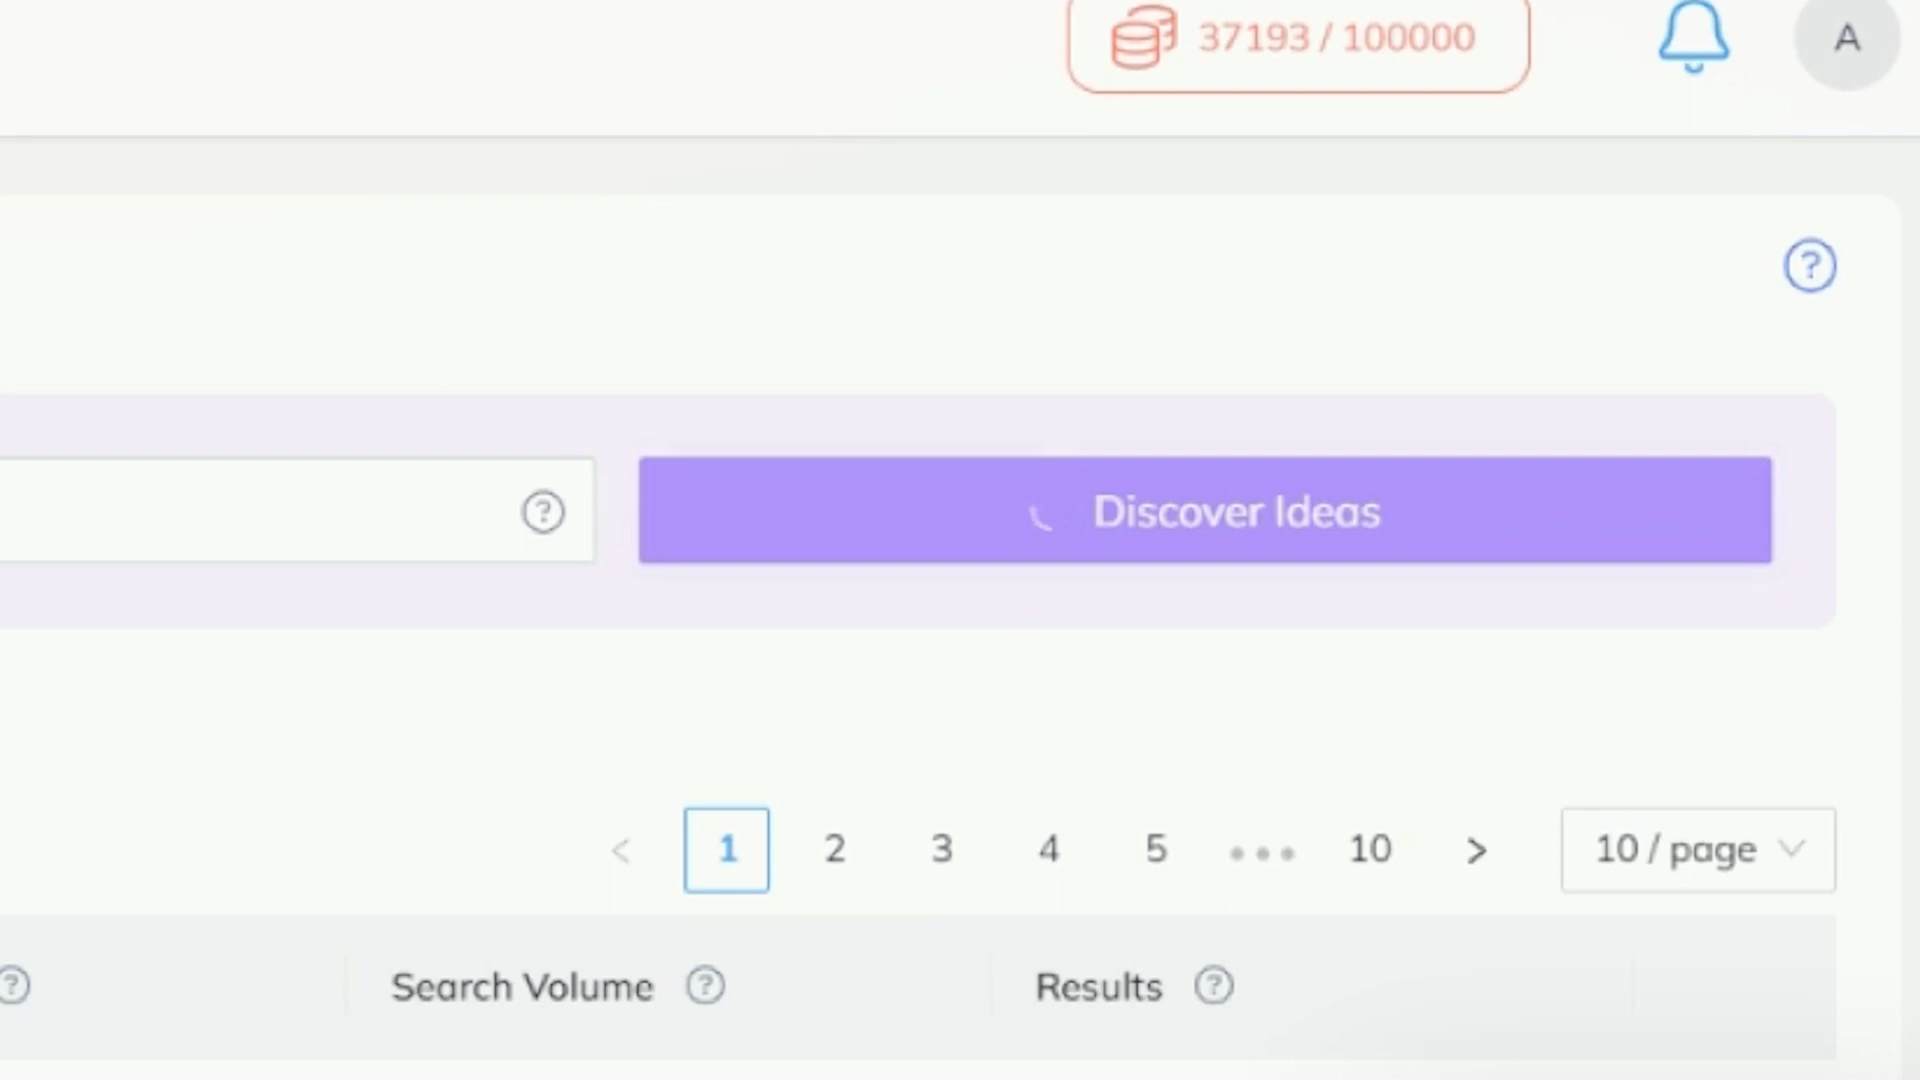 37193 / 100000
A
?
?
Discover Ideas
< 1 2 3 4 5 ••• 10 >
10 / page
? Search Volume ? Results ?